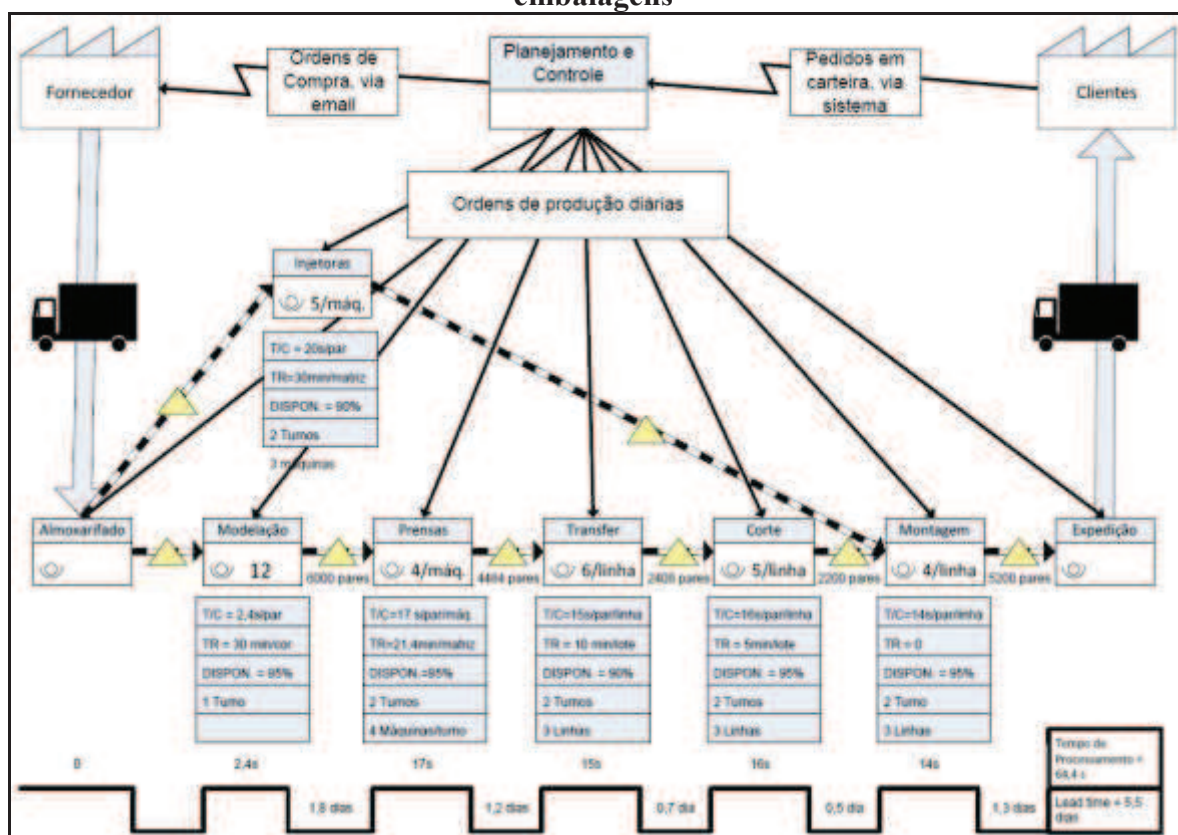 embalagens
Fornecedor
Ordens de
Compra, via
email
Planejamento e
Controle
Pedidos em
carteira, via
sistema
Clientes
Ordens de produção diárias
Injetoras
5/máq.
T/C = 20s/par
TR=30min/matriz
DISPON. = 90%
2 Turnos
3 máquinas
Almoxarifado
Modelação
12
Prensas
4/máq.
Transfer
6/linha
Corte
5/linha
Montagem
4/linha
Expedição
6000 pares
4484 pares
2408 pares
2200 pares
5200 pares
T/C = 2,4s/par
TR = 30 min/cor
DISPON. = 95%
1 Turno
T/C=17 s/par/máq.
TR=21,4min/matriz
DISPON.=85%
2 Turnos
4 Máquinas/turno
T/C=15s/par/linha
TR = 10 min/lote
DISPON. = 90%
2 Turnos
3 Linhas
T/C=16s/par/linha
TR = 5min/lote
DISPON. = 95%
2 Turnos
3 Linhas
T/C=14s/par/linha
TR = 0
DISPON. = 95%
2 Turno
3 Linhas
0
2,4s
17s
15s
16s
14s
1,8 dias
1,2 dias
0,7 dia
0,5 dia
1,3 dias
Tempo de
Processamento =
64,4 s
Lead time = 5,5
dias